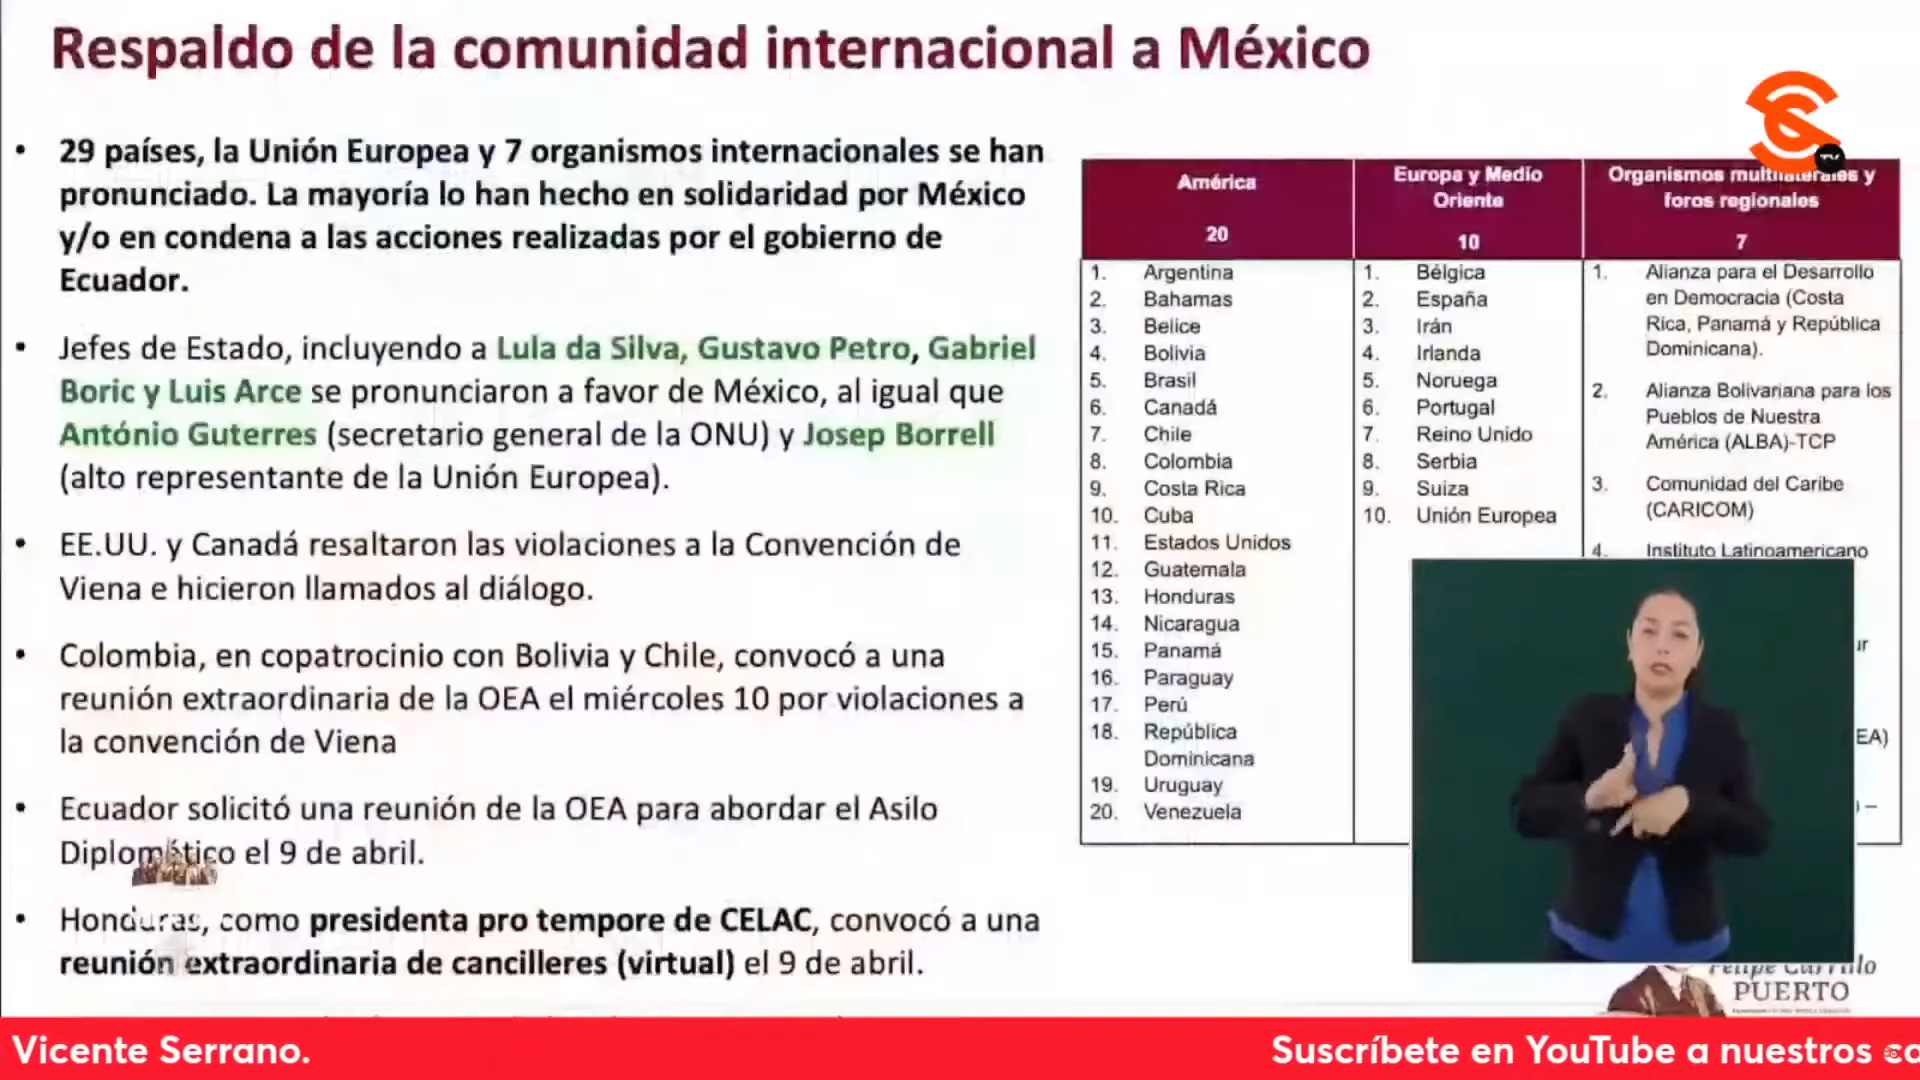 Respaldo de la comunidad internacional a México
• 29 países, la Unión Europea y 7 organismos internacionales se han
pronunciado. La mayoría lo han hecho en solidaridad por México
y/o en condena a las acciones realizadas por el gobierno de
Ecuador.
• Jefes de Estado, incluyendo a Lula da Silva, Gustavo Petro, Gabriel
Boric y Luis Arce se pronunciaron a favor de México, al igual que
António Guterres (secretario general de la ONU) y Josep Borrell
(alto representante de la Unión Europea).
• EE.UU. y Canadá resaltaron las violaciones a la Convención de
Viena e hicieron llamados al diálogo.
• Colombia, en copatrocinio con Bolivia y Chile, convocó a una
reunión extraordinaria de la OEA el miércoles 10 por violaciones a
la convención de Viena
• Ecuador solicitó una reunión de la OEA para abordar el Asilo
Diplomático el 9 de abril.
• Honduras, como presidenta pro tempore de CELAC, convocó a una
reunión extraordinaria de cancilleres (virtual) el 9 de abril.
América
20
1. Argentina
2. Bahamas
3. Belice
4. Bolivia
5. Brasil
6. Canadá
7. Chile
8. Colombia
9. Costa Rica
10. Cuba
11. Estados Unidos
12. Guatemala
13. Honduras
14. Nicaragua
15. Panamá
16. Paraguay
17. Perú
18. República
Dominicana
19. Uruguay
20. Venezuela
Europa y Medio
Oriente
10
1. Bélgica
2. España
3. Irán
4. Irlanda
5. Noruega
6. Portugal
7. Reino Unido
8. Serbia
9. Suiza
10. Unión Europea
Organismos multilaterales y
foros regionales
7
1. Alianza para el Desarrollo
en Democracia (Costa
Rica, Panamá y República
Dominicana).
2. Alianza Bolivariana para los
Pueblos de Nuestra
América (ALBA)-TCP
3. Comunidad del Caribe
(CARICOM)
4. Instituto Latinoamericano
EA)
TV
Felipe Carrillo
PUERTO
Vicente Serrano.
Suscríbete en YouTube a nuestros